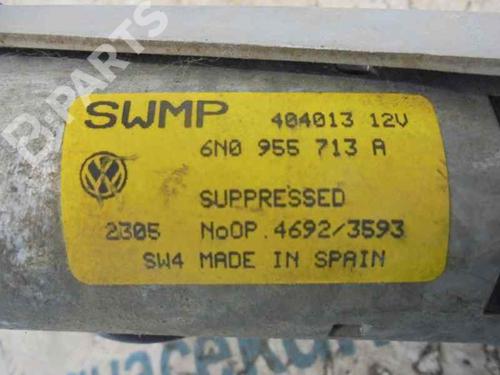 B-PARTS
SWMP 404013 12V
6N0 955 713 A
SUPPRESSED
2305 NoOP.4692/3593
SW4 MADE IN SPAIN